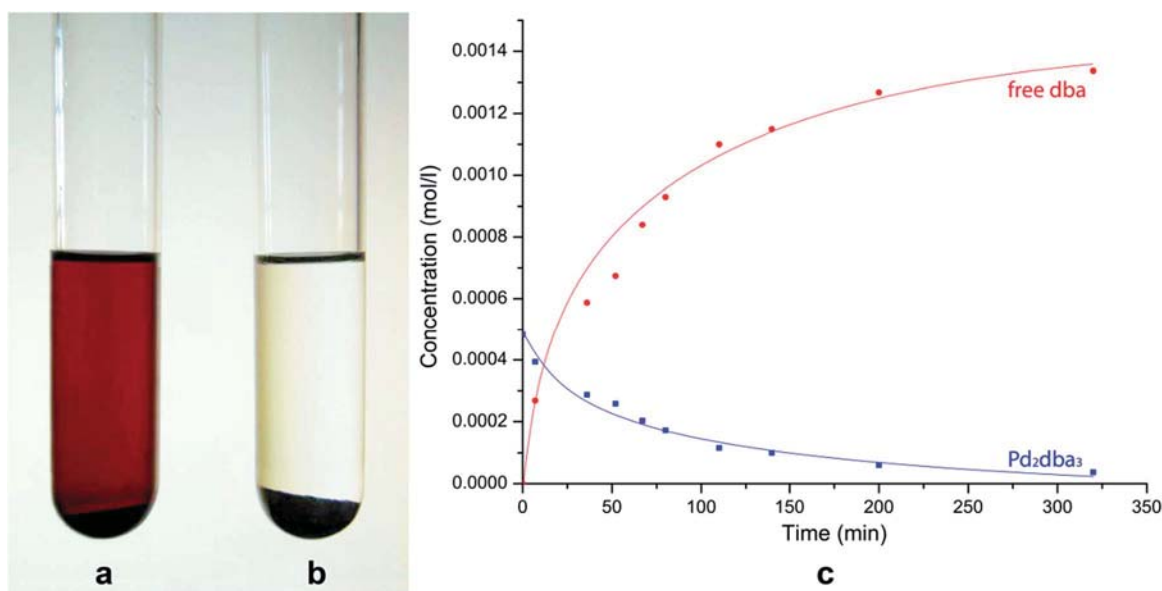 a
b
Concentration (mol/l)
0.0014
0.0012
0.0010
0.0008
0.0006
0.0004
0.0002
0.0000
free dba
Pd₂dba₃
0
50
100
150
200
250
300
350
Time (min)
c